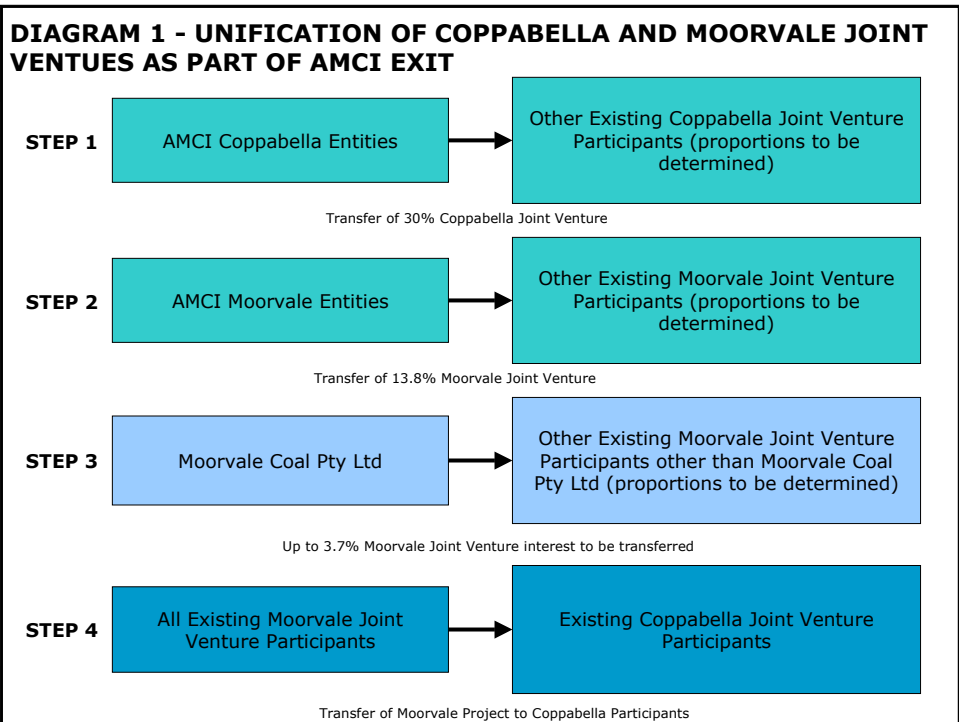 DIAGRAM 1 - UNIFICATION OF COPPABELLA AND MOORVALE JOINT
VENTUES AS PART OF AMCI EXIT
STEP 1
AMCI Coppabella Entities
Other Existing Coppabella Joint Venture
Participants (proportions to be
determined)
Transfer of 30% Coppabella Joint Venture
STEP 2
AMCI Moorvale Entities
Other Existing Moorvale Joint Venture
Participants (proportions to be
determined)
Transfer of 13.8% Moorvale Joint Venture
STEP 3
Moorvale Coal Pty Ltd
Other Existing Moorvale Joint Venture
Participants other than Moorvale Coal
Pty Ltd (proportions to be determined)
Up to 3.7% Moorvale Joint Venture interest to be transferred
STEP 4
All Existing Moorvale Joint
Venture Participants
Existing Coppabella Joint Venture
Participants
Transfer of Moorvale Project to Coppabella Participants